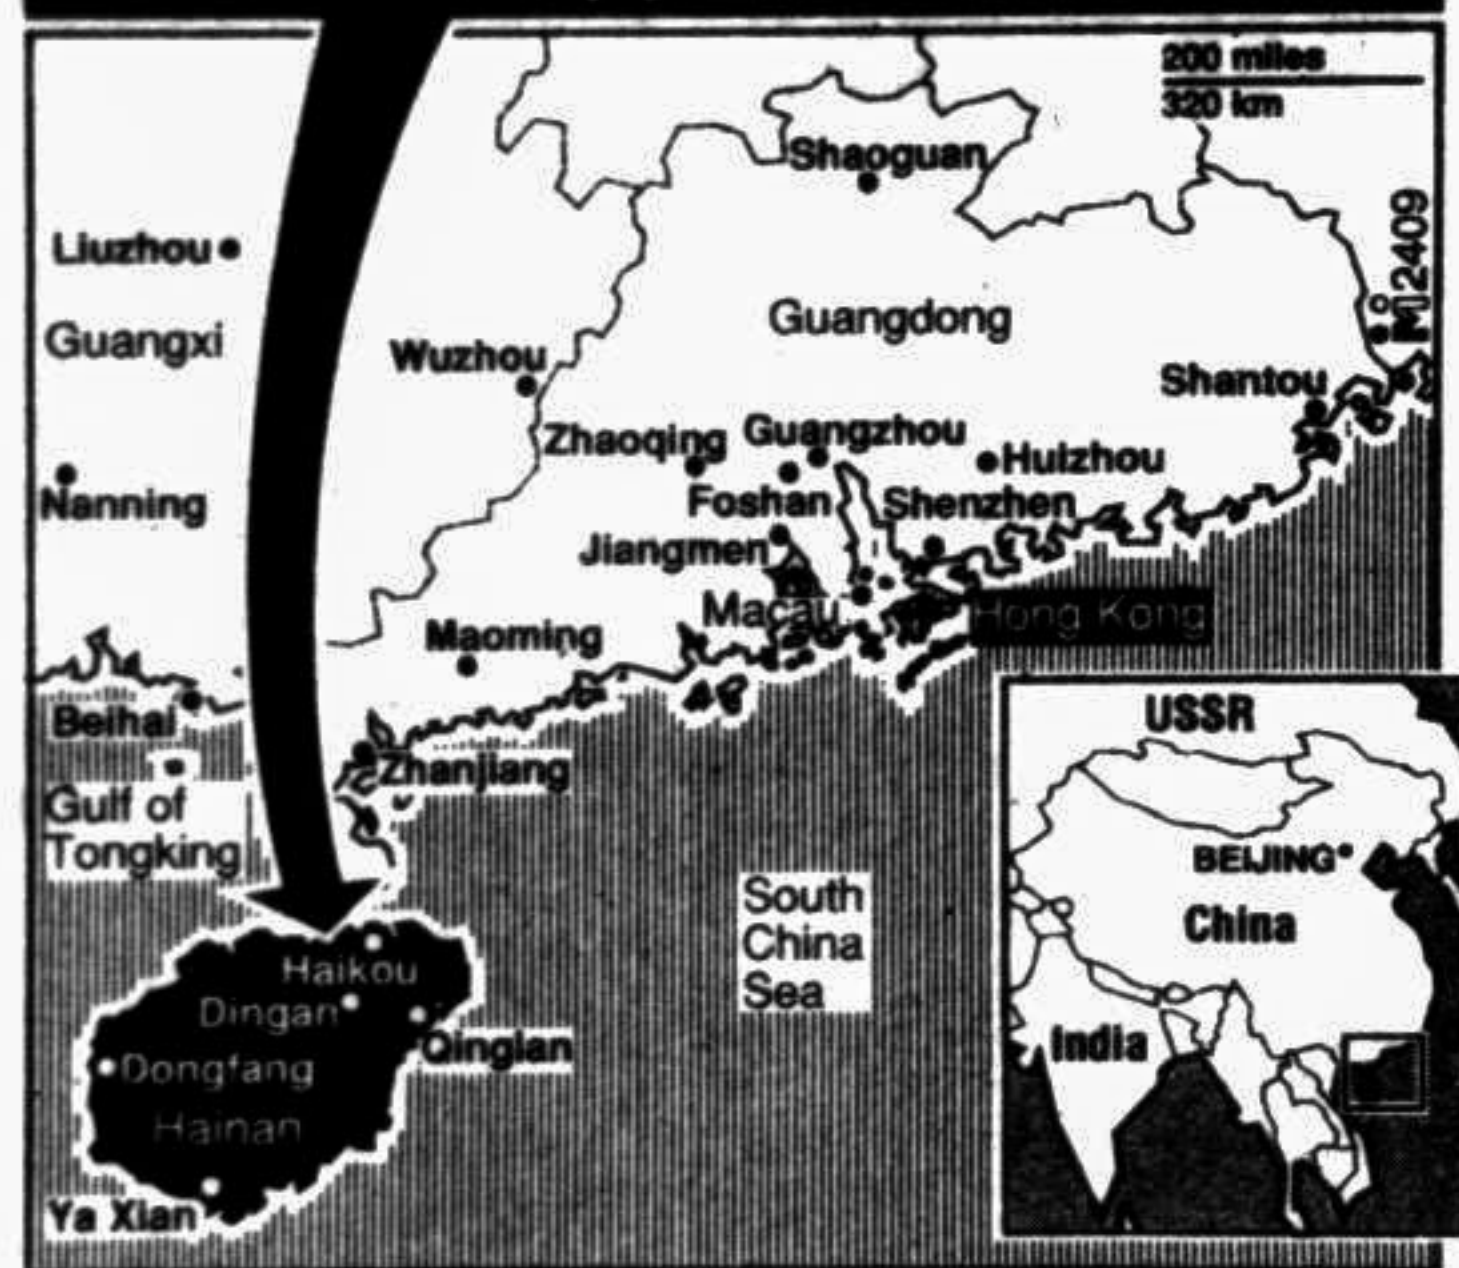 200 miles
320 km
Shaoguan
Liuzhou
Guangxi
Guangdong
M2409
Wuzhou
Shantou
Zhaoqing
Guangzhou
Huizhou
Nanning
Foshan
Shenzhen
Jiangmen
Macau
Hong Kong
Maoming
Beihai
Zhanjiang
Gulf of
Tongking
South
China
Sea
Haikou
Dingan
Qinglan
Dongfang
Hainan
Ya Xian
USSR
BEIJING
China
India